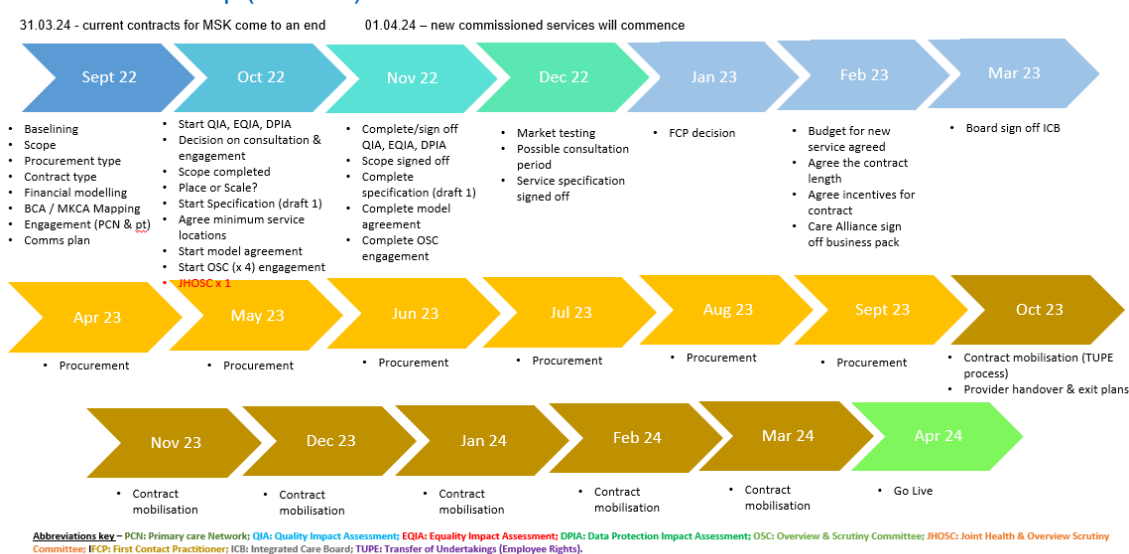 31.03.24 - current contracts for MSK come to an end 01.04.24 – new commissioned services will commence
Sept 22
Oct 22
Nov 22
Dec 22
Jan 23
Feb 23
Mar 23
• Baselining
• Scope
• Procurement type
• Contract type
• Financial modelling
• BCA / MKCA Mapping
• Engagement (PCN & pt)
• Comms plan
• Start QIA, EQIA, DPIA
• Decision on consultation &
engagement
• Scope completed
• Place or Scale?
• Start Specification (draft 1)
• Agree minimum service
locations
• Start model agreement
• Start OSC (x 4) engagement
• JHOSC x 1
• Complete/sign off
QIA, EQIA, DPIA
• Scope signed off
• Complete
specification (draft 1)
• Complete model
agreement
• Complete OSC
engagement
• Market testing
• Possible consultation
period
• Service specification
signed off
• FCP decision
• Budget for new
service agreed
• Agree the contract
length
• Agree incentives for
contract
• Care Alliance sign
off business pack
• Board sign off ICB
Apr 23
May 23
Jun 23
Jul 23
Aug 23
Sept 23
Oct 23
• Procurement
• Procurement
• Procurement
• Procurement
• Procurement
• Procurement
• Contract mobilisation (TUPE
process)
• Provider handover & exit plans
Nov 23
Dec 23
Jan 24
Feb 24
Mar 24
Apr 24
• Contract
mobilisation
• Contract
mobilisation
• Contract
mobilisation
• Contract
mobilisation
• Contract
mobilisation
• Go Live
Abbreviations key – PCN: Primary care Network; QIA: Quality Impact Assessment; EQIA: Equality Impact Assessment; DPIA: Data Protection Impact Assessment; OSC: Overview & Scrutiny Committee; JHOSC: Joint Health & Overview Scrutiny
Committee; IFCP: First Contact Practitioner; ICB: Integrated Care Board; TUPE: Transfer of Undertakings (Employee Rights).